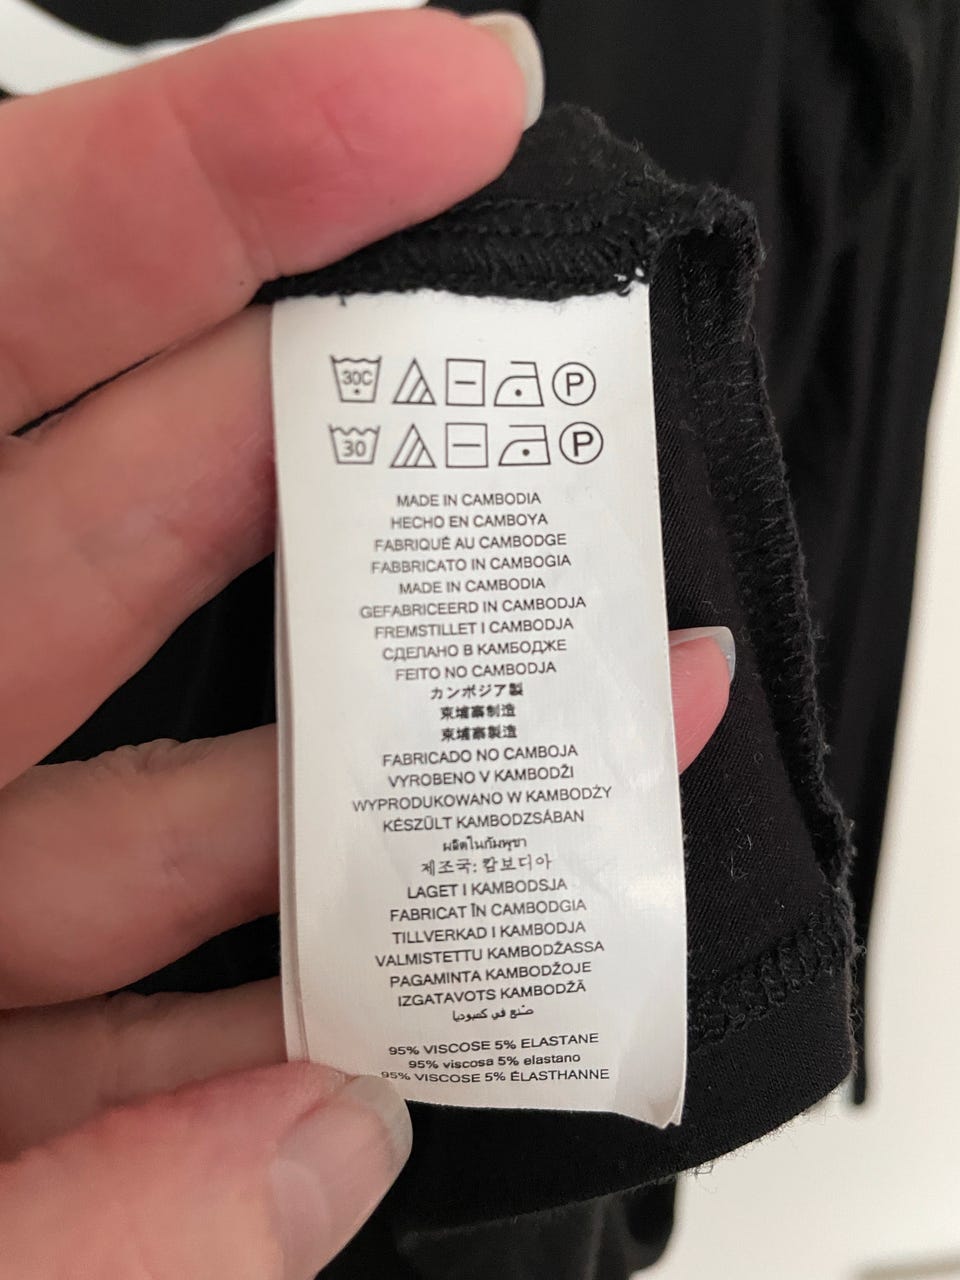 30C P
30 P
MADE IN CAMBODIA
HECHO EN CAMBOYA
FABRIQUÉ AU CAMBODGE
FABBRICATO IN CAMBOGIA
MADE IN CAMBODIA
GEFABRICEERD IN CAMBODJA
FREMSTILLET I CAMBODJA
СДЕЛАНО В КАМБОДЖЕ
FEITO NO CAMBODJA
カンボジア製
柬埔寨制造
柬埔寨製造
FABRICADO NO CAMBOJA
VYROBENO V KAMBODŽI
WYPRODUKOWANO W KAMBODŻY
KÉSZÜLT KAMBODZSÁBAN
ผลิตในกัมพูชา
제조국: 캄보디아
LAGET I KAMBODSJA
FABRICAT ÎN CAMBODGIA
TILLVERKAD I KAMBODJA
VALMISTETTU KAMBODŽASSA
PAGAMINTA KAMBODŽOJE
IZGATAVOTS KAMBODŽĀ
صُنع في كمبوديا
95% VISCOSE 5% ELASTANE
95% viscosa 5% elastano
95% VISCOSE 5% ÉLASTHANNE